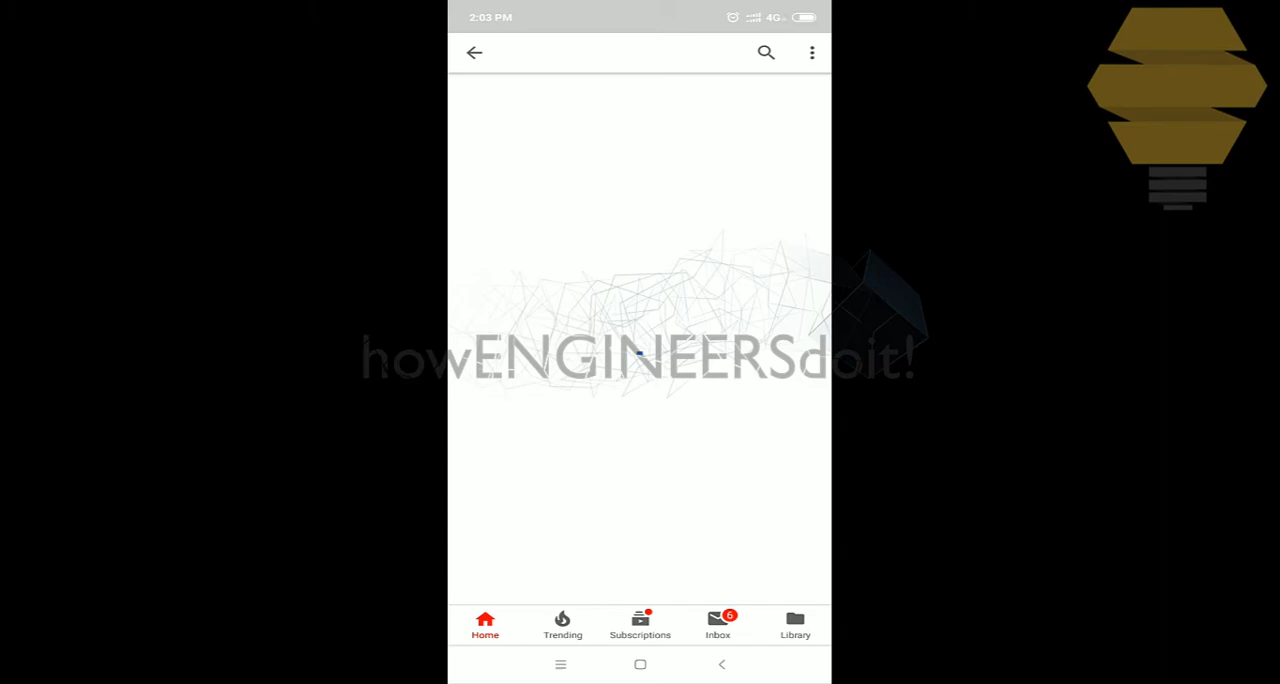 2:03 PM
4G
howENGINEERSdoit!
6
Home
Trending
Subscriptions
Inbox
Library